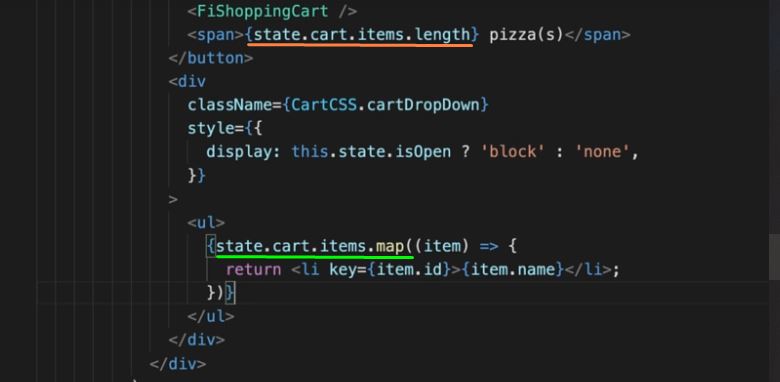 <FiShoppingCart />
<span>{state.cart.items.length} pizza(s)</span>
</button>
<div
className={CartCSS.cartDropDown}
style={{
display: this.state.isOpen ? 'block' : 'none',
}}
>
<ul>
{state.cart.items.map((item) => {
return <li key={item.id}>{item.name}</li>;
})}
</ul>
</div>
</div>